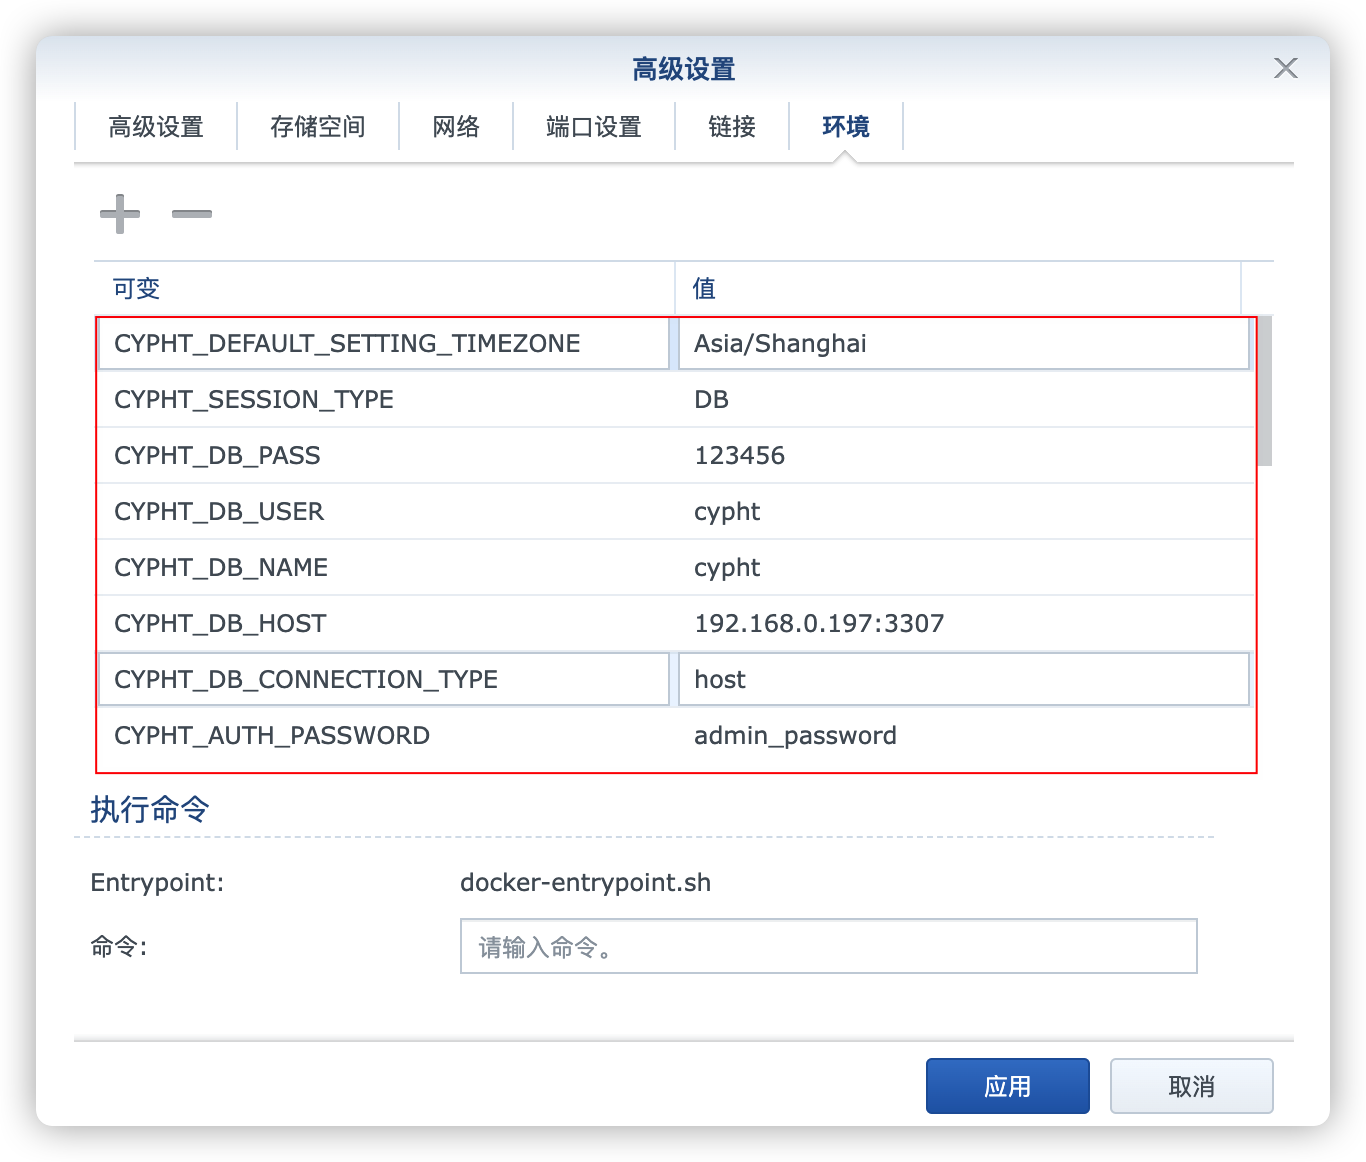 高级设置
高级设置 存储空间 网络 端口设置 链接 环境
可变 值
CYPHT_DEFAULT_SETTING_TIMEZONE Asia/Shanghai
CYPHT_SESSION_TYPE DB
CYPHT_DB_PASS 123456
CYPHT_DB_USER cypht
CYPHT_DB_NAME cypht
CYPHT_DB_HOST 192.168.0.197:3307
CYPHT_DB_CONNECTION_TYPE host
CYPHT_AUTH_PASSWORD admin_password
执行命令
Entrypoint: docker-entrypoint.sh
命令: 请输入命令。
应用 取消